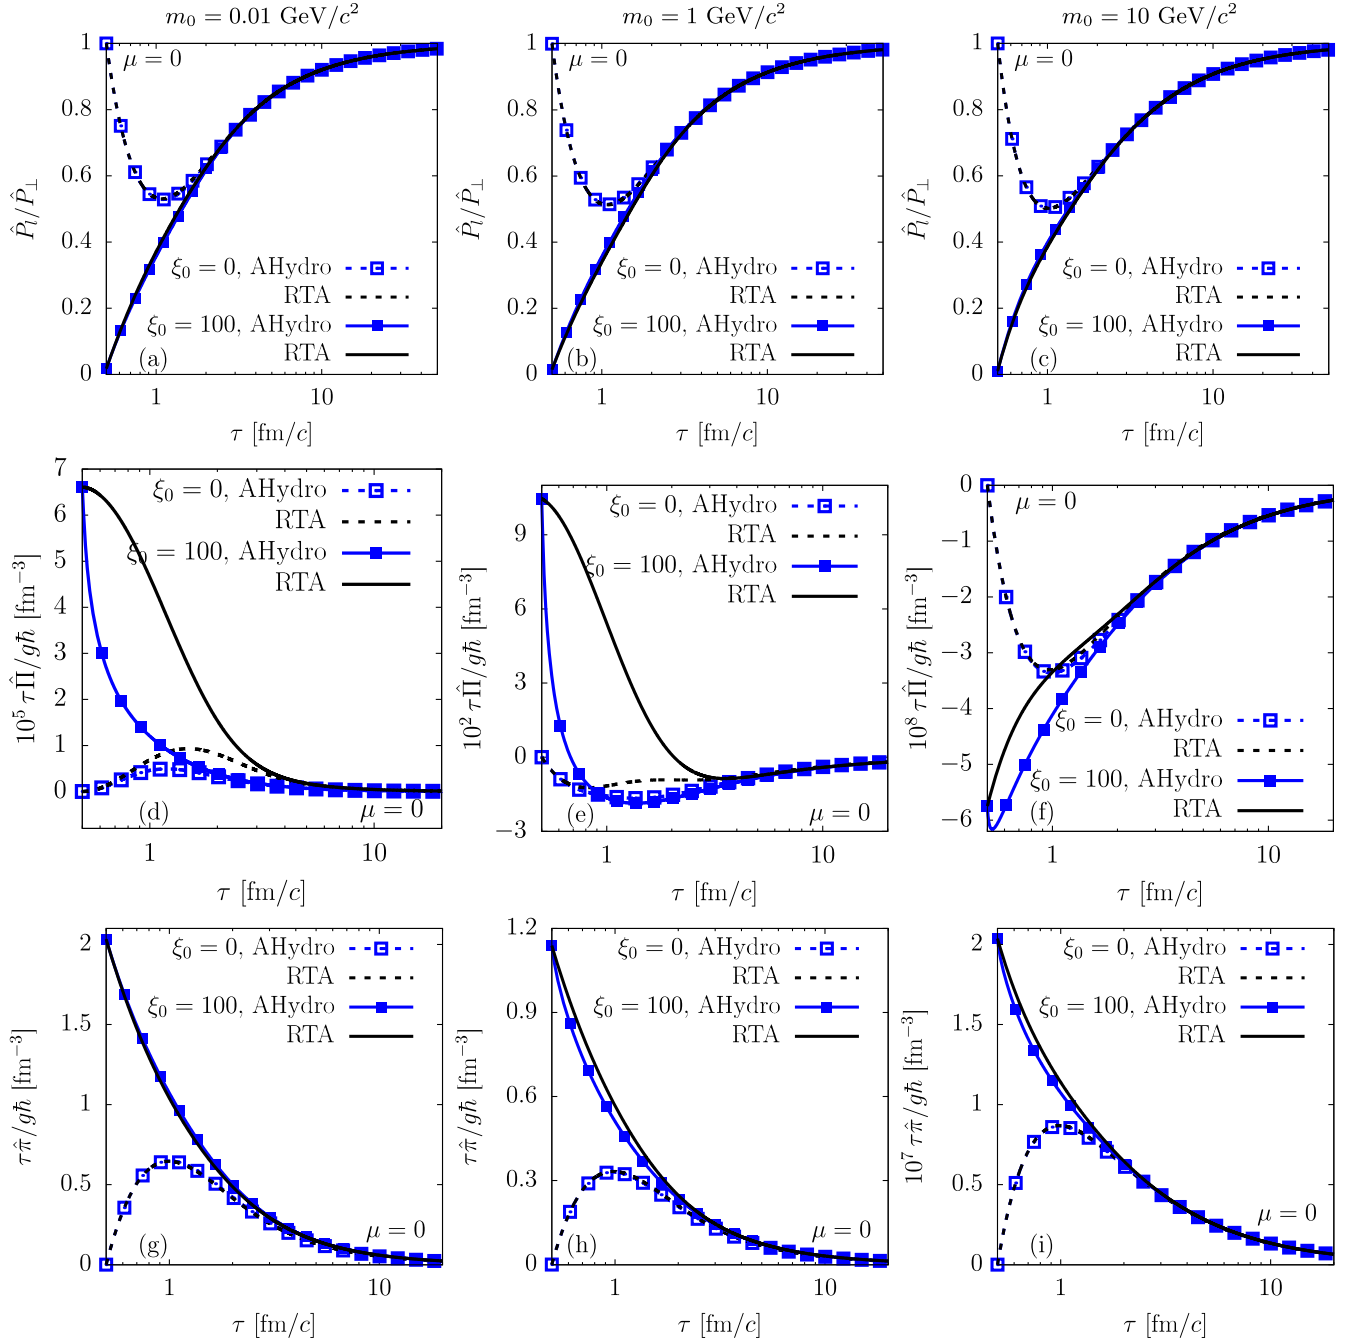 m₀ = 0.01 GeV/c²
m₀ = 1 GeV/c²
m₀ = 10 GeV/c²
P̂_l/P̂_⊥
1
0.8
0.6
0.4
0.2
0
μ = 0
ξ₀ = 0, AHydro
RTA
ξ₀ = 100, AHydro
RTA
(a)
1
10
τ [fm/c]
P̂_l/P̂_⊥
1
0.8
0.6
0.4
0.2
0
μ = 0
ξ₀ = 0, AHydro
RTA
ξ₀ = 100, AHydro
RTA
(b)
1
10
τ [fm/c]
P̂_l/P̂_⊥
1
0.8
0.6
0.4
0.2
0
μ = 0
ξ₀ = 0, AHydro
RTA
ξ₀ = 100, AHydro
RTA
(c)
1
10
τ [fm/c]
10⁵ τΠ̂/għ [fm⁻³]
7
6
5
4
3
2
1
0
ξ₀ = 0, AHydro
RTA
ξ₀ = 100, AHydro
RTA
(d)
μ = 0
1
10
τ [fm/c]
10² τΠ̂/għ [fm⁻³]
9
6
3
0
−3
ξ₀ = 0, AHydro
RTA
ξ₀ = 100, AHydro
RTA
(e)
μ = 0
1
10
τ [fm/c]
10⁸ τΠ̂/għ [fm⁻³]
0
−1
−2
−3
−4
−5
−6
μ = 0
ξ₀ = 0, AHydro
RTA
ξ₀ = 100, AHydro
RTA
(f)
1
10
τ [fm/c]
τπ̂/għ [fm⁻³]
2
1.5
1
0.5
0
ξ₀ = 0, AHydro
RTA
ξ₀ = 100, AHydro
RTA
μ = 0
(g)
1
10
τ [fm/c]
τπ̂/għ [fm⁻³]
1.2
0.9
0.6
0.3
0
ξ₀ = 0, AHydro
RTA
ξ₀ = 100, AHydro
RTA
μ = 0
(h)
1
10
τ [fm/c]
10⁷ τπ̂/għ [fm⁻³]
2
1.5
1
0.5
0
ξ₀ = 0, AHydro
RTA
ξ₀ = 100, AHydro
RTA
μ = 0
(i)
1
10
τ [fm/c]